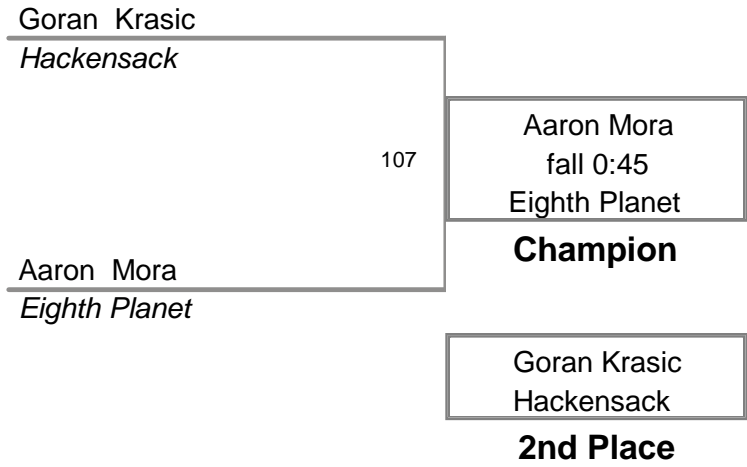 Goran Krasic
Hackensack
107
Aaron Mora
fall 0:45
Eighth Planet
Champion
Aaron Mora
Eighth Planet
Goran Krasic
Hackensack
2nd Place